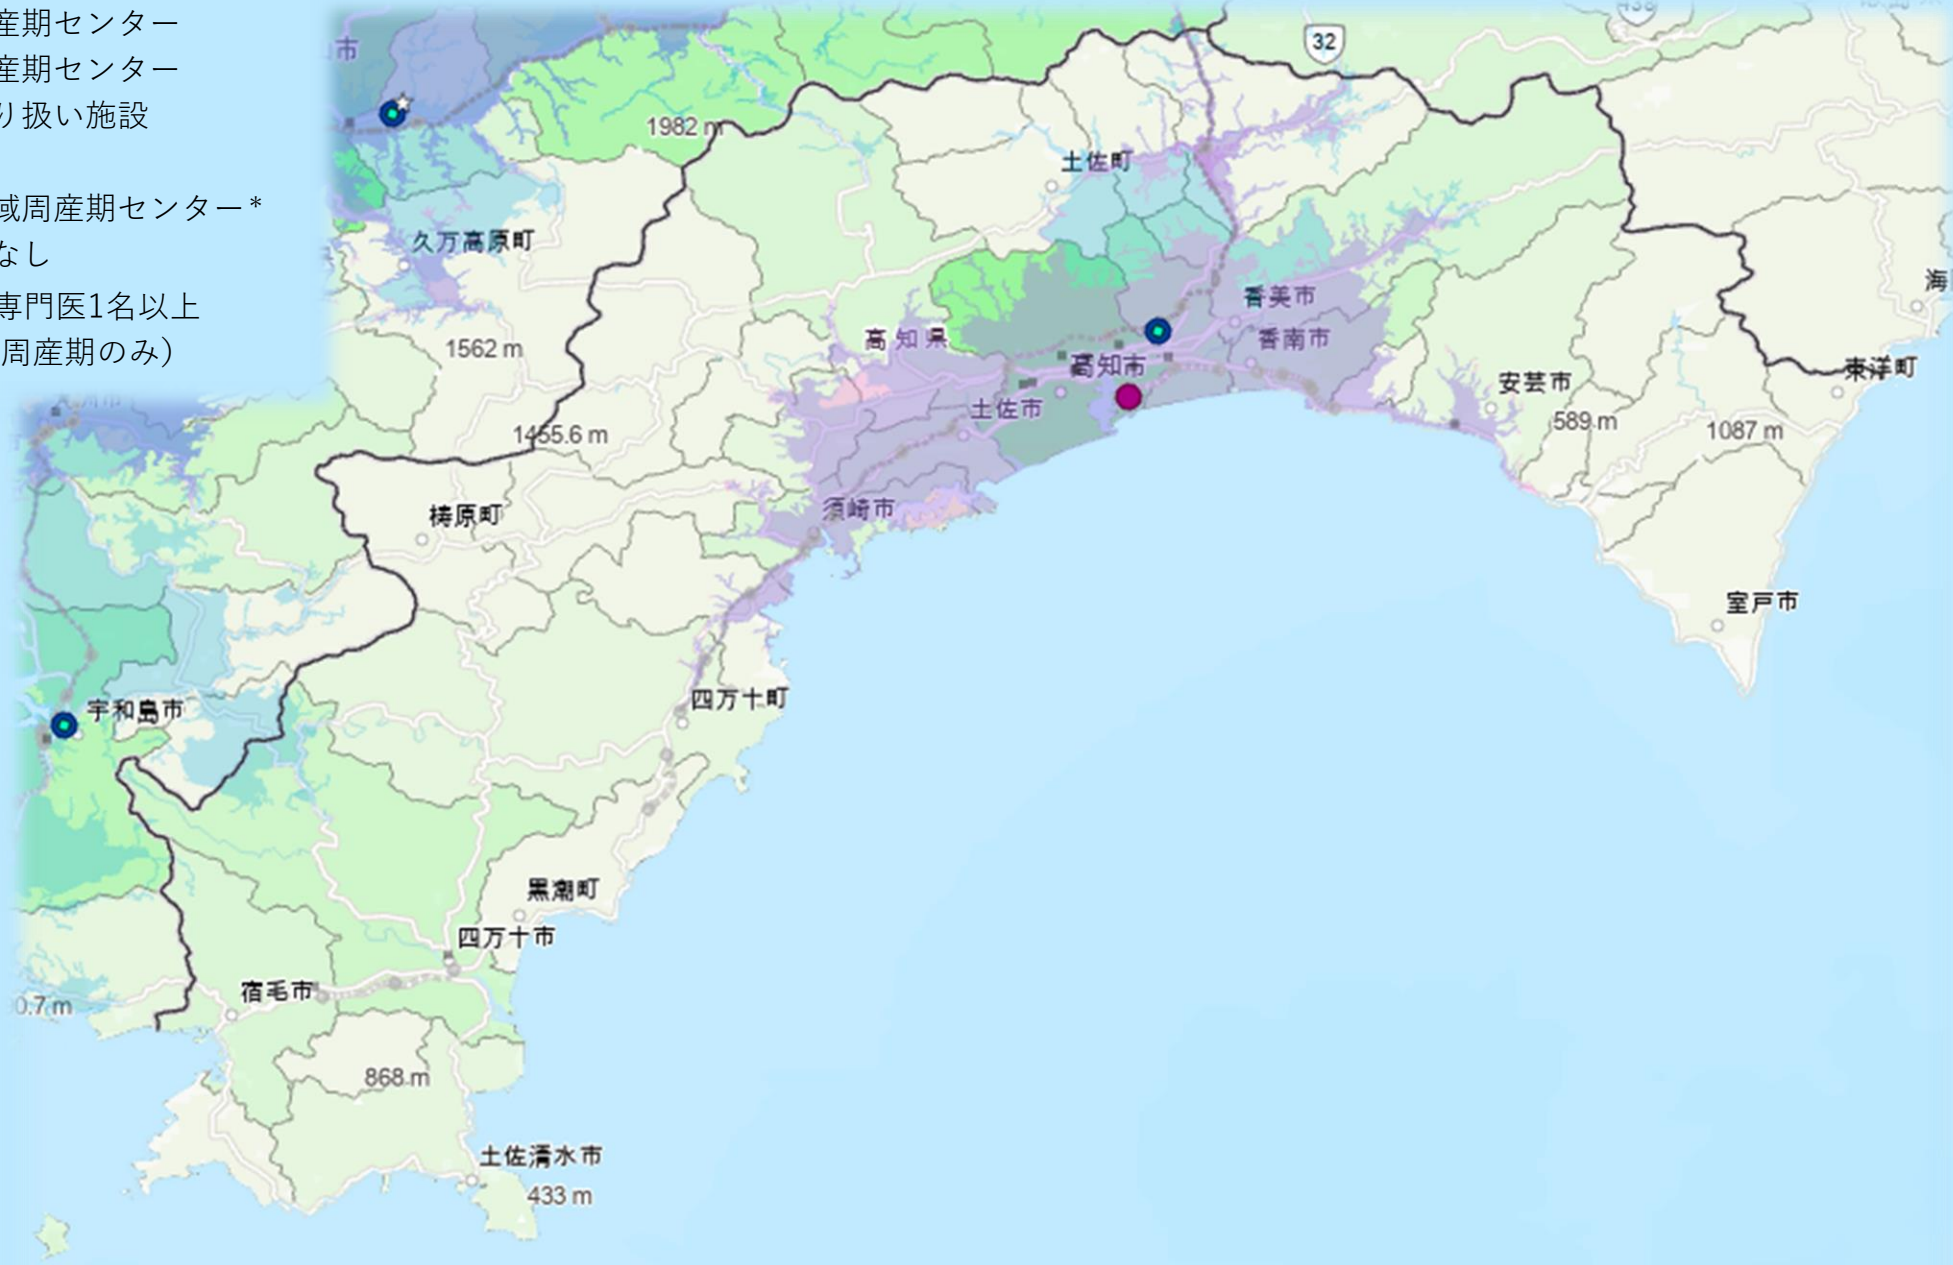 産期センター
産期センター
り扱い施設
域周産期センター*
なし
専門医1名以上
周産期のみ）
市
32
438
1982 m
土佐町
久万高原町
香美市
高知県
香南市
1562 m
高知市
東洋町
安芸市
土佐市
589 m
1087 m
1455.6 m
須崎市
梼原町
室戸市
四万十町
宇和島市
黒潮町
四万十市
宿毛市
0.7 m
868 m
土佐清水市
433 m